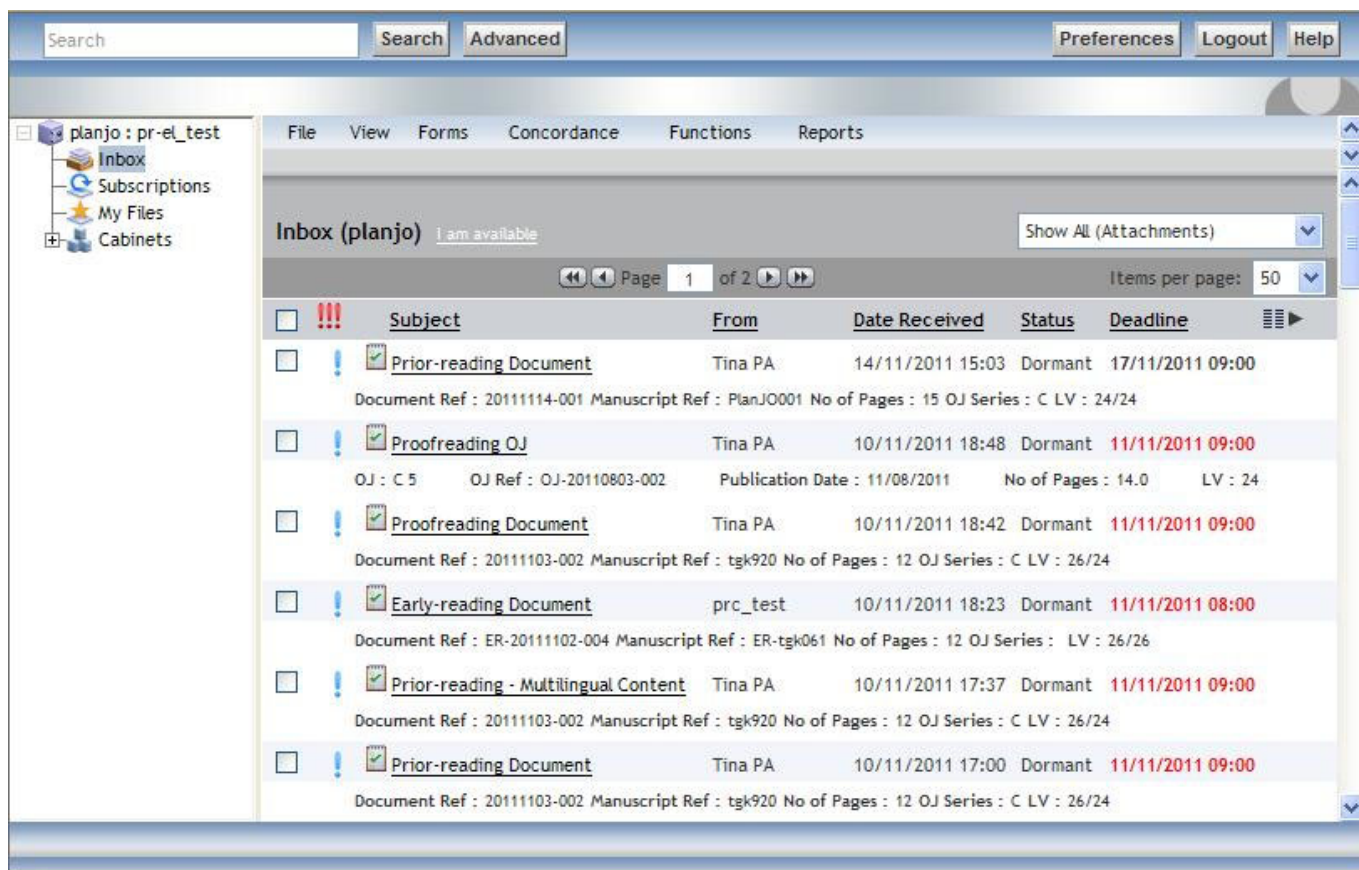 Search Search Advanced Preferences Logout Help
planjo : pr-el_test
Inbox
Subscriptions
My Files
Cabinets
File View Forms Concordance Functions Reports
Inbox (planjo) I am available Show All (Attachments)
Page 1 of 2 Items per page: 50
!!! Subject From Date Received Status Deadline
! Prior-reading Document Tina PA 14/11/2011 15:03 Dormant 17/11/2011 09:00
Document Ref : 20111114-001 Manuscript Ref : PlanJO001 No of Pages : 15 OJ Series : C LV : 24/24
! Proofreading OJ Tina PA 10/11/2011 18:48 Dormant 11/11/2011 09:00
OJ : C 5 OJ Ref : OJ-20110803-002 Publication Date : 11/08/2011 No of Pages : 14.0 LV : 24
! Proofreading Document Tina PA 10/11/2011 18:42 Dormant 11/11/2011 09:00
Document Ref : 20111103-002 Manuscript Ref : tgk920 No of Pages : 12 OJ Series : C LV : 26/24
! Early-reading Document prc_test 10/11/2011 18:23 Dormant 11/11/2011 08:00
Document Ref : ER-20111102-004 Manuscript Ref : ER-tgk061 No of Pages : 12 OJ Series : LV : 26/26
! Prior-reading - Multilingual Content Tina PA 10/11/2011 17:37 Dormant 11/11/2011 09:00
Document Ref : 20111103-002 Manuscript Ref : tgk920 No of Pages : 12 OJ Series : C LV : 26/24
! Prior-reading Document Tina PA 10/11/2011 17:00 Dormant 11/11/2011 09:00
Document Ref : 20111103-002 Manuscript Ref : tgk920 No of Pages : 12 OJ Series : C LV : 26/24